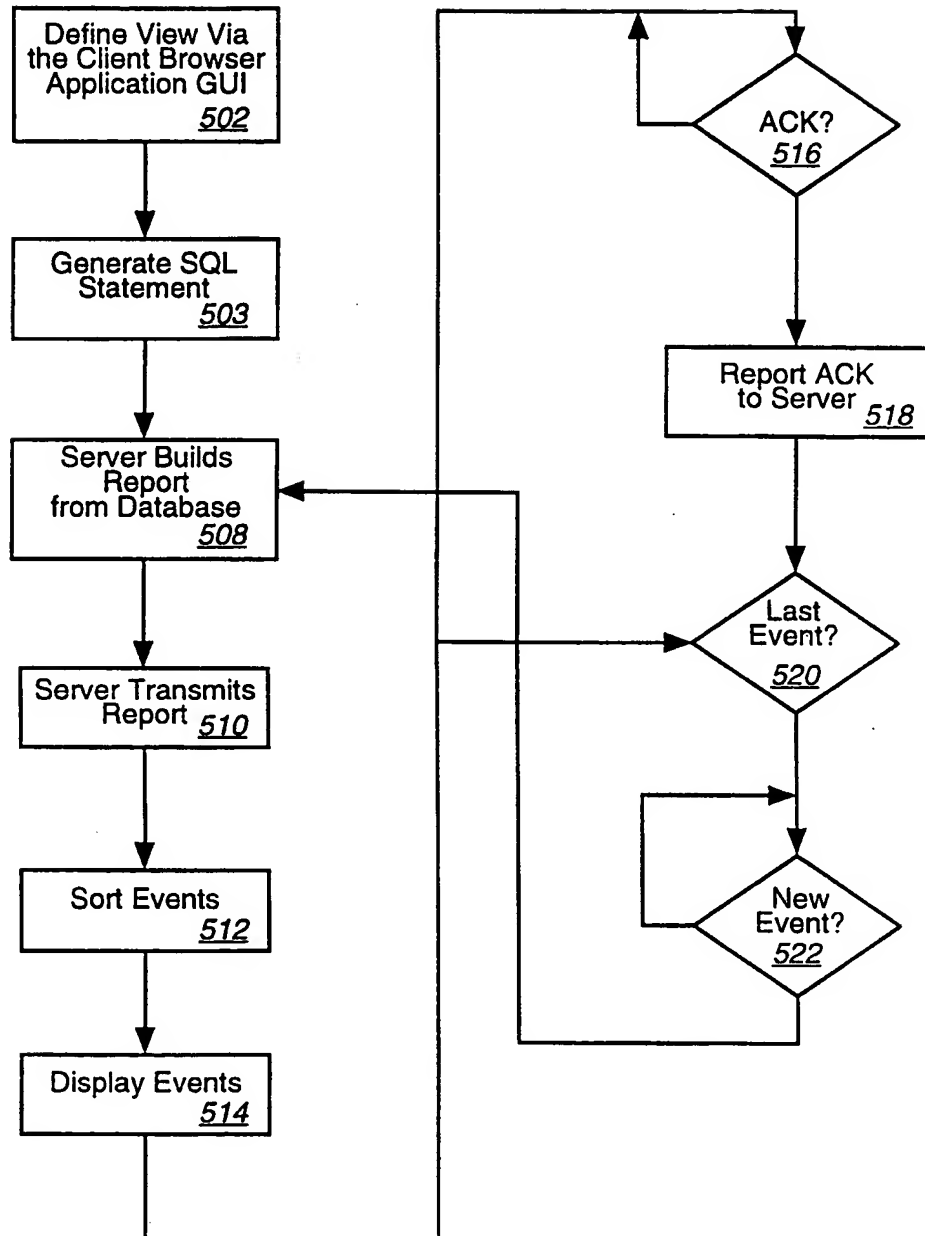 Define View Via
the Client Browser
Application GUI
502
Generate SQL
Statement
503
Server Builds
Report
from Database
508
Server Transmits
Report
510
Sort Events
512
Display Events
514
ACK?
516
Report ACK
to Server
518
Last
Event?
520
New
Event?
522